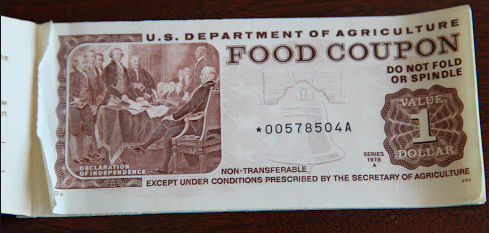 U.S. DEPARTMENT OF AGRICULTURE
FOOD COUPON
DO NOT FOLD
OR SPINDLE
VALUE
1
DOLLAR
*00578504A
SERIES
1978
A
DECLARATION
OF INDEPENDENCE
NON-TRANSFERABLE
EXCEPT UNDER CONDITIONS PRESCRIBED BY THE SECRETARY OF AGRICULTURE